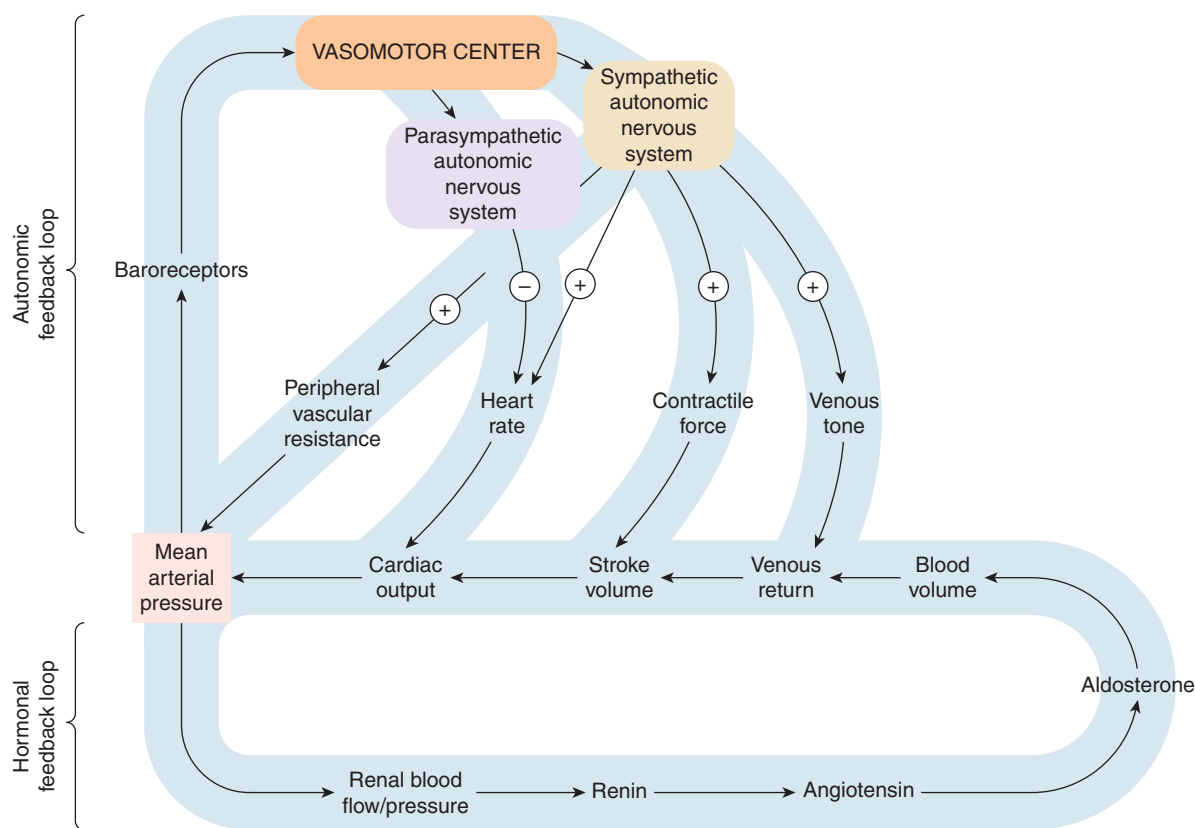 VASOMOTOR CENTER
Sympathetic
autonomic
nervous
system
Parasympathetic
autonomic
nervous
system
Autonomic
feedback loop
Baroreceptors
+
−
+
+
+
Peripheral
vascular
resistance
Heart
rate
Contractile
force
Venous
tone
Mean
arterial
pressure
Cardiac
output
Stroke
volume
Venous
return
Blood
volume
Hormonal
feedback loop
Aldosterone
Renal blood
flow/pressure
Renin
Angiotensin